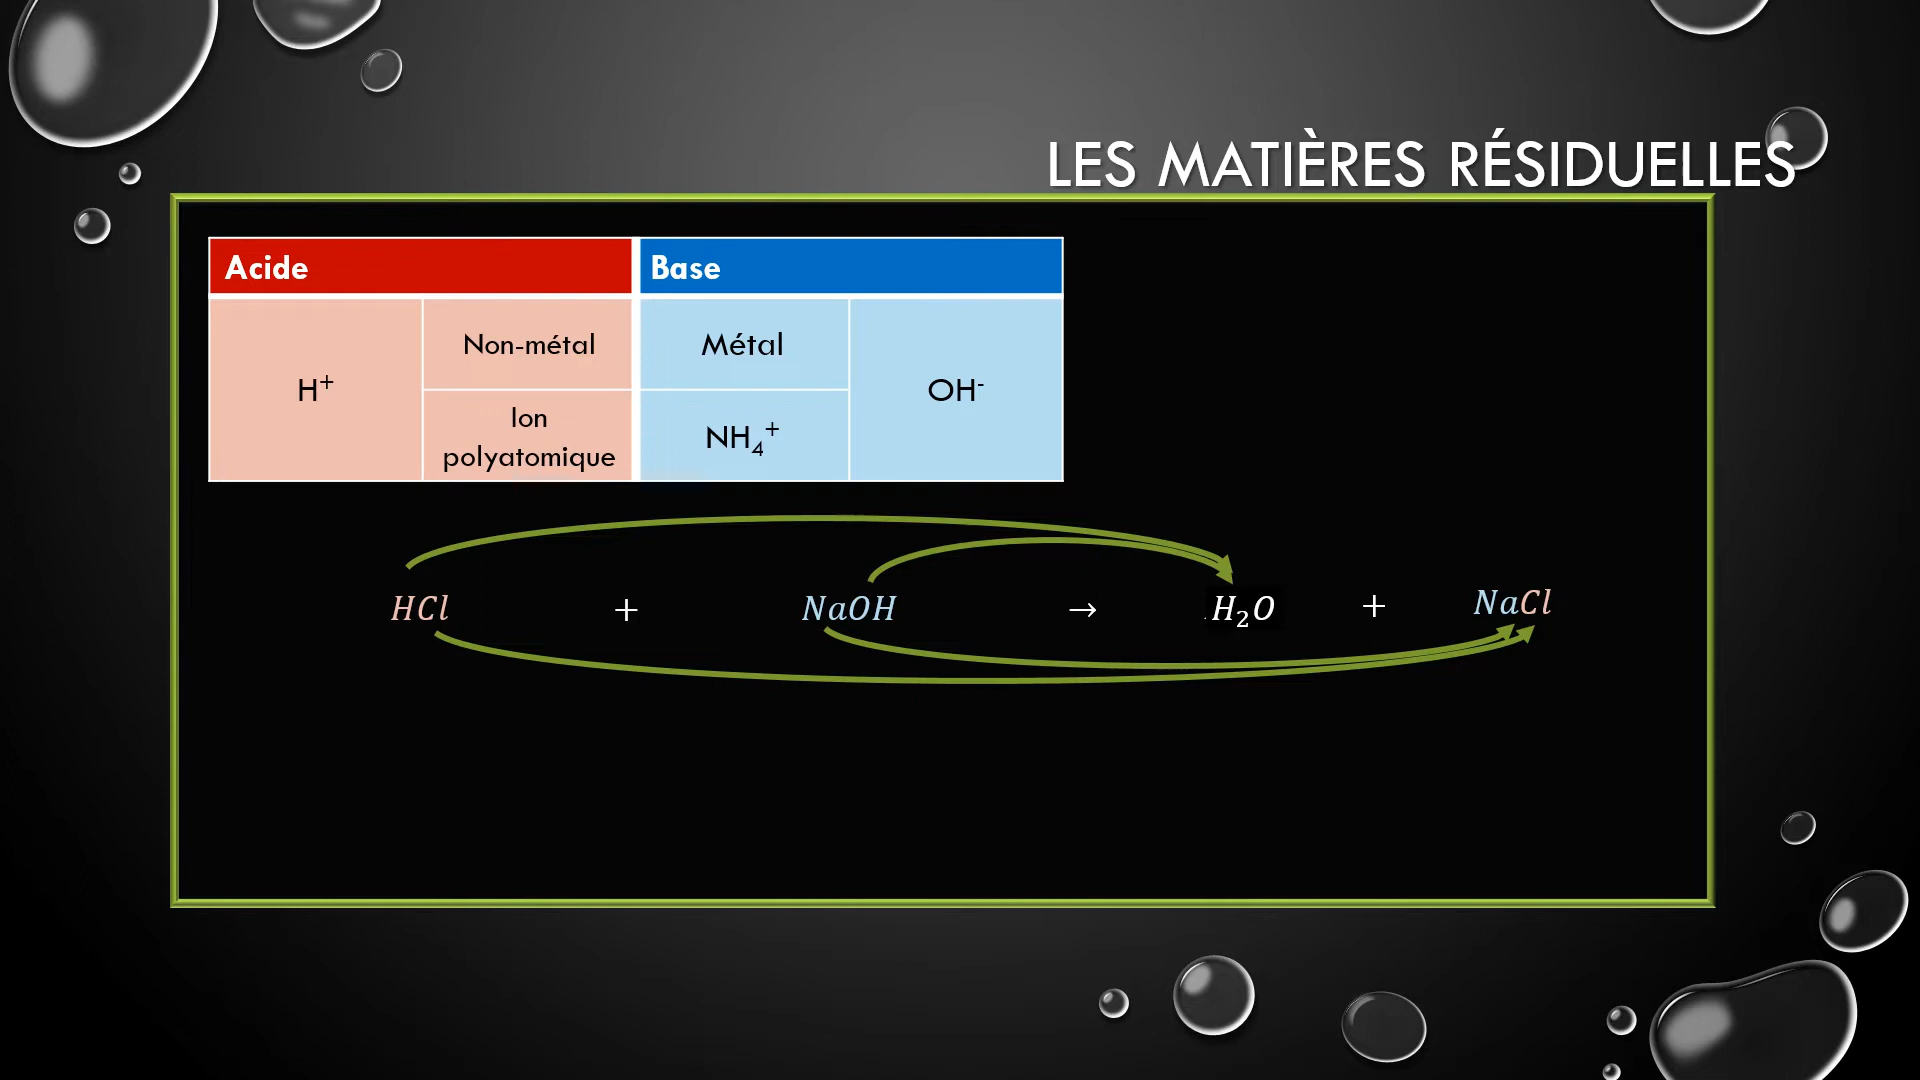 LES MATIÈRES RÉSIDUELLES
Acide
Base
H⁺
Non-métal
Ion
polyatomique
Métal
NH₄⁺
OH⁻
HCl + NaOH → H₂O + NaCl